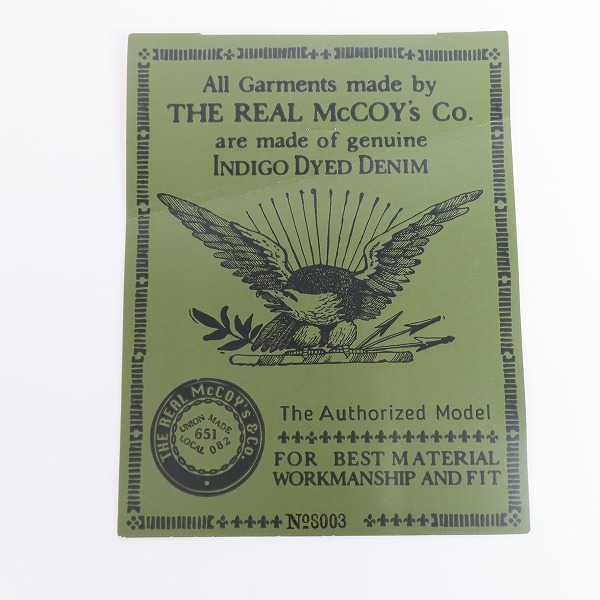 All Garments made by
THE REAL McCOY's Co.
are made of genuine
INDIGO DYED DENIM
THE REAL McCOY's & Co.
UNION MADE
651
LOCAL 082
The Authorized Model
FOR BEST MATERIAL
WORKMANSHIP AND FIT
NºS003